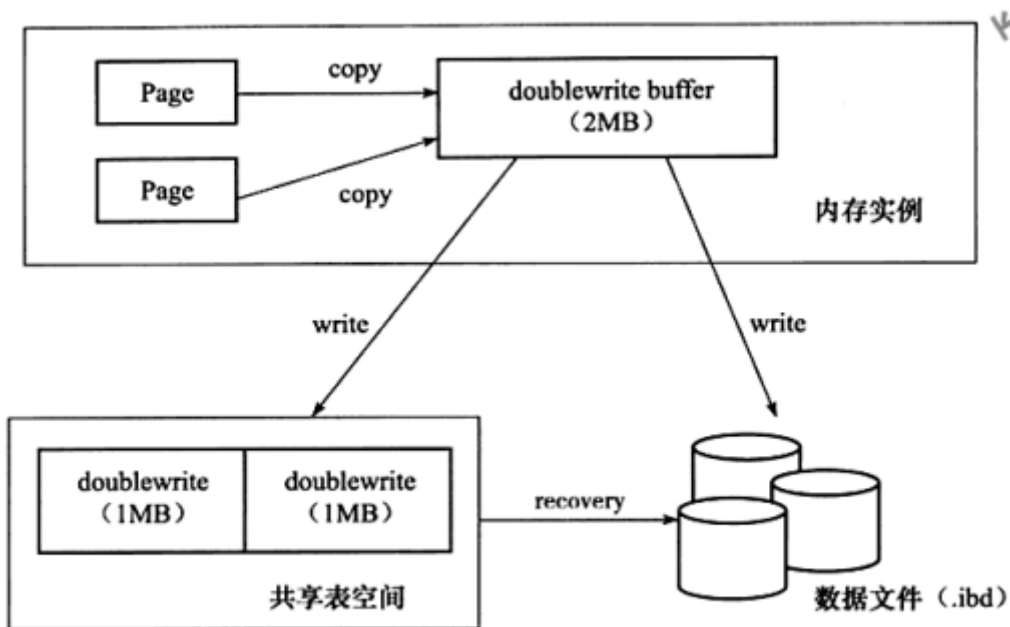 Page
copy
doublewrite buffer
（2MB）
Page
copy
内存实例
write
write
doublewrite
（1MB）
doublewrite
（1MB）
recovery
共享表空间
数据文件（.ibd）